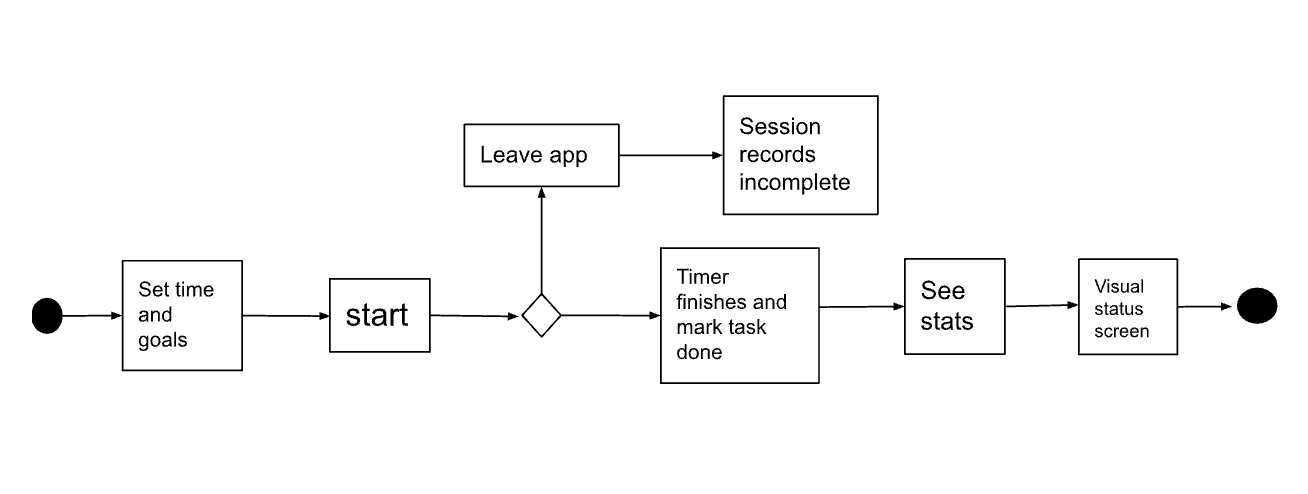 Leave app
Session
records
incomplete
Set time
and
goals
start
Timer
finishes and
mark task
done
See
stats
Visual
status
screen